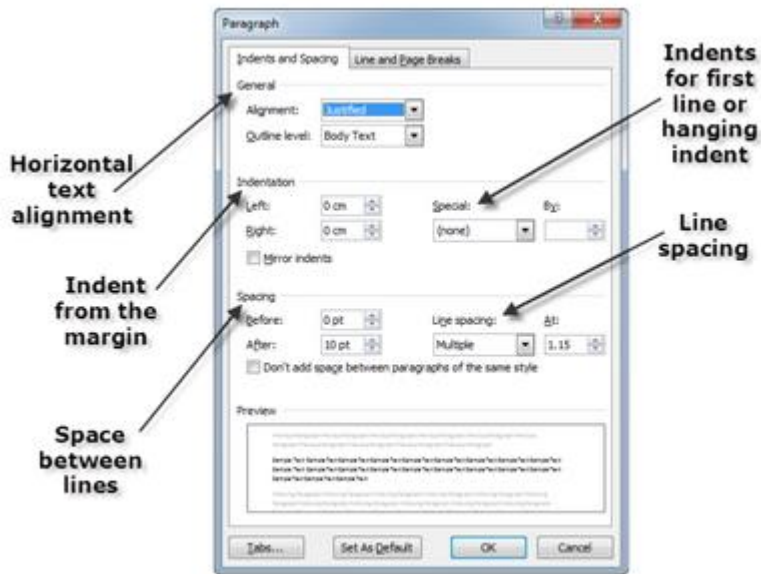 Paragraph
Indents and Spacing
Line and Page Breaks
General
Alignment: Justified
Outline level: Body Text
Indentation
Left: 0 cm Special: By:
Right: 0 cm (none)
Mirror indents
Spacing
Before: 0 pt Line spacing: At:
After: 10 pt Multiple 1.15
Don't add space between paragraphs of the same style
Preview
Tabs... Set As Default OK Cancel
Horizontal
text
alignment
Indent
from the
margin
Space
between
lines
Indents
for first
line or
hanging
indent
Line
spacing